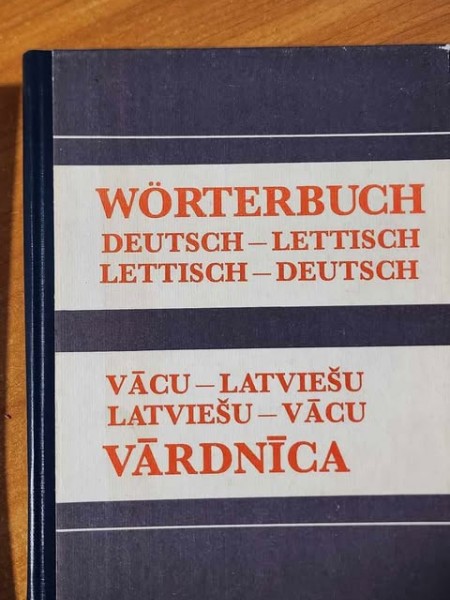 WÖRTERBUCH
DEUTSCH – LETTISCH
LETTISCH – DEUTSCH
VĀCU – LATVIEŠU
LATVIEŠU – VĀCU
VĀRDNĪCA